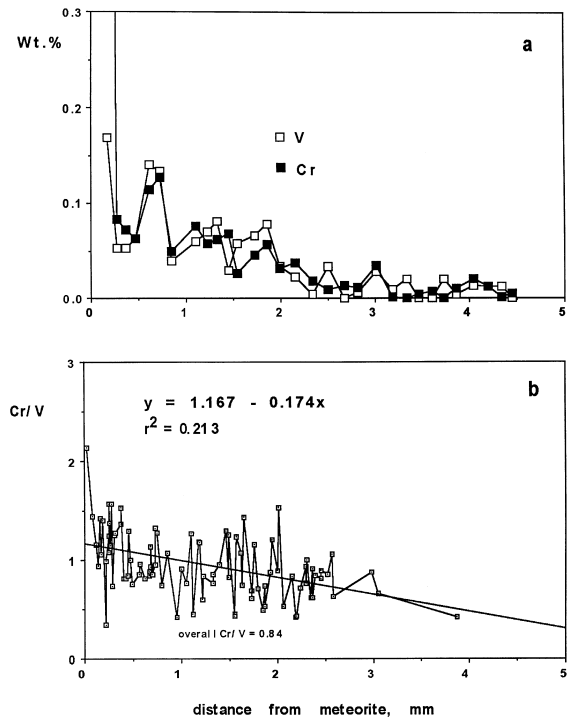 0.3
Wt.%
a
0.2
V
Cr
0.1
0.0
0 1 2 3 4 5
3
b
Cr/V
y = 1.167 - 0.174x
r2 = 0.213
2
1
overall Cr/V = 0.84
0
0 1 2 3 4 5
distance from meteorite, mm